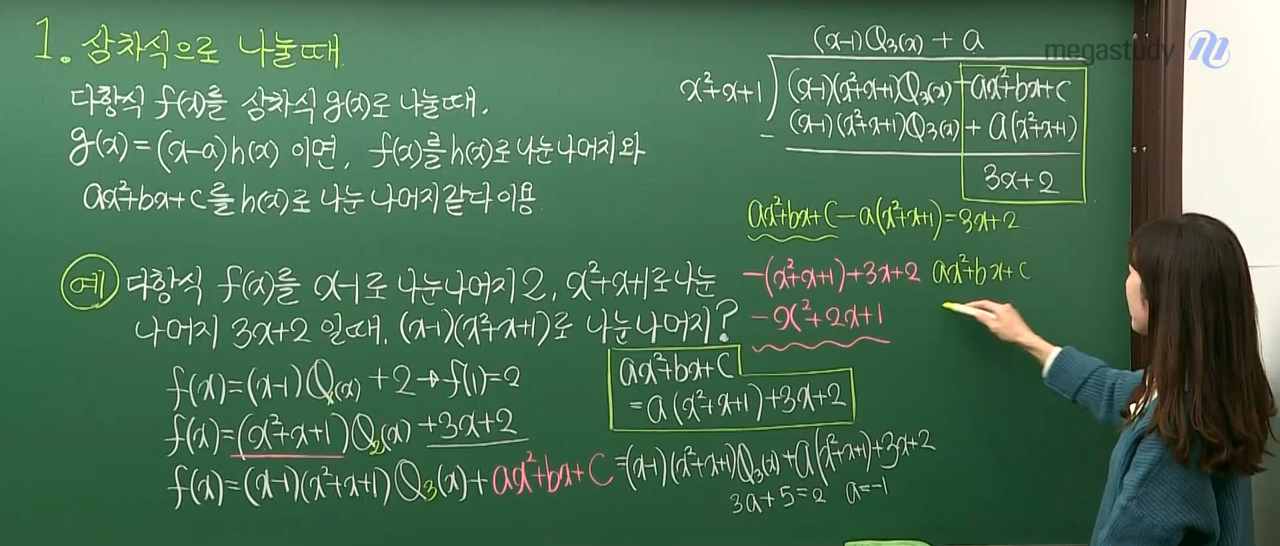 1. 삼차식으로 나눌때
다항식 f(x)를 삼차식 g(x)로 나눌때,
g(x)=(x-a)h(x) 이면, f(x)를 h(x)로 나눈 나머지와
ax²+bx+c를 h(x)로 나눈 나머지 같다 이용
예 다항식 f(x)를 x-1로 나눈 나머지 2, x²+x+1로 나눈
나머지 3x+2 일때, (x-1)(x²+x+1)로 나눈 나머지?
f(x)=(x-1)Q₁(x)+2→f(1)=2
f(x)=(x²+x+1)Q₂(x)+3x+2
f(x)=(x-1)(x²+x+1)Q₃(x)+ax²+bx+c=(x-1)(x²+x+1)Q₃(x)+a(x²+x+1)+3x+2
3a+5=2 a=-1
ax²+bx+c
=a(x²+x+1)+3x+2
(x-1)Q₃(x)+a
x²+x+1)(x-1)(x²+x+1)Q₃(x)+ax²+bx+c
-(x-1)(x²+x+1)Q₃(x)+a(x²+x+1)
3x+2
ax²+bx+c-a(x²+x+1)=3x+2
-(x²+x+1)+3x+2 ax²+bx+c
-x²+2x+1
megastudy